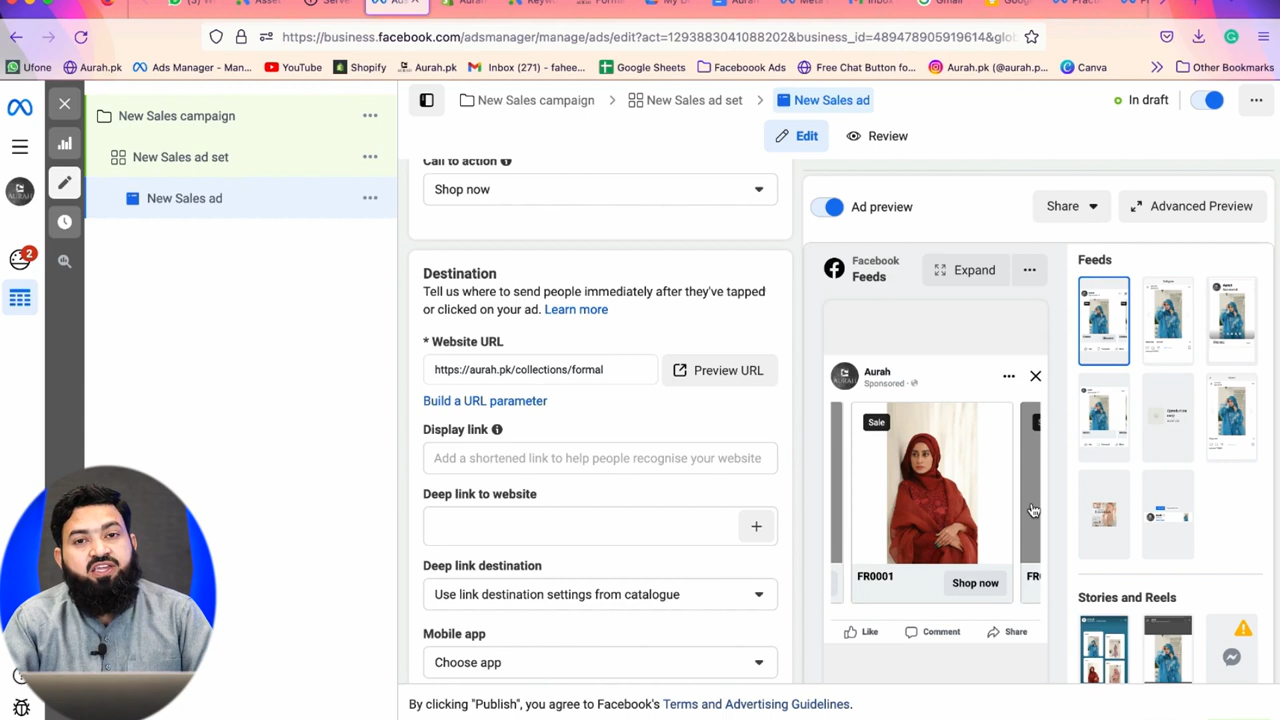 https://business.facebook.com/adsmanager/manage/ads/edit?act=1293883041088202&business_id=489478905919614&glo
Ufone
Aurah.pk
Ads Manager - Man...
YouTube
Shopify
Aurah.pk
Inbox (271) - fahee...
Google Sheets
Facebook Ads
Free Chat Button fo...
Aurah.pk (@aurah.p...
Canva
Other Bookmarks
New Sales campaign
New Sales ad set
New Sales ad
2
New Sales campaign
New Sales ad set
New Sales ad
In draft
Edit
Review
Call to action
Shop now
Destination
Tell us where to send people immediately after they've tapped
or clicked on your ad. Learn more
* Website URL
https://aurah.pk/collections/formal
Preview URL
Build a URL parameter
Display link
Add a shortened link to help people recognise your website
Deep link to website
Deep link destination
Use link destination settings from catalogue
Mobile app
Choose app
Ad preview
Share
Advanced Preview
Facebook
Feeds
Expand
Aurah
Sponsored
Sale
FR0001
Shop now
FR
Like
Comment
Share
Feeds
Stories and Reels
By clicking "Publish", you agree to Facebook's Terms and Advertising Guidelines.